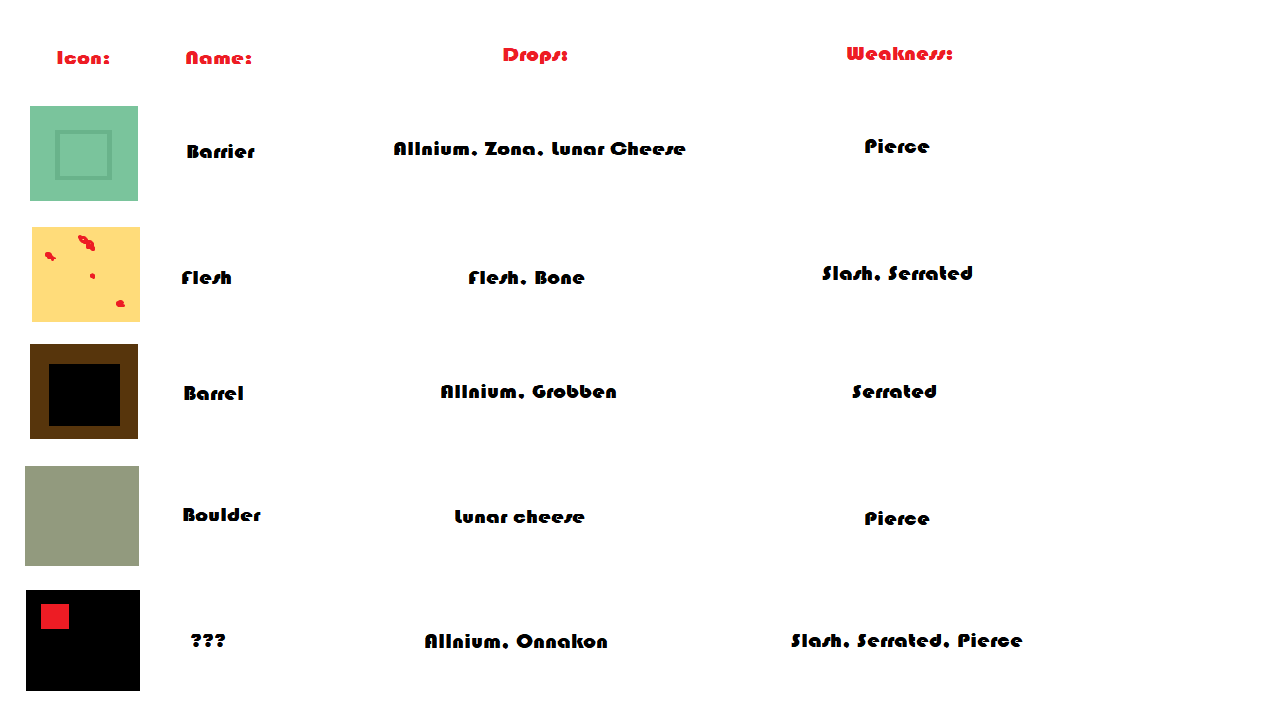 Icon: Name: Drops: Weakness:
Barrier Allnium, Zona, Lunar Cheese Pierce
Flesh Flesh, Bone Slash, Serrated
Barrel Allnium, Grobben Serrated
Boulder Lunar cheese Pierce
??? Allnium, Onnakon Slash, Serrated, Pierce